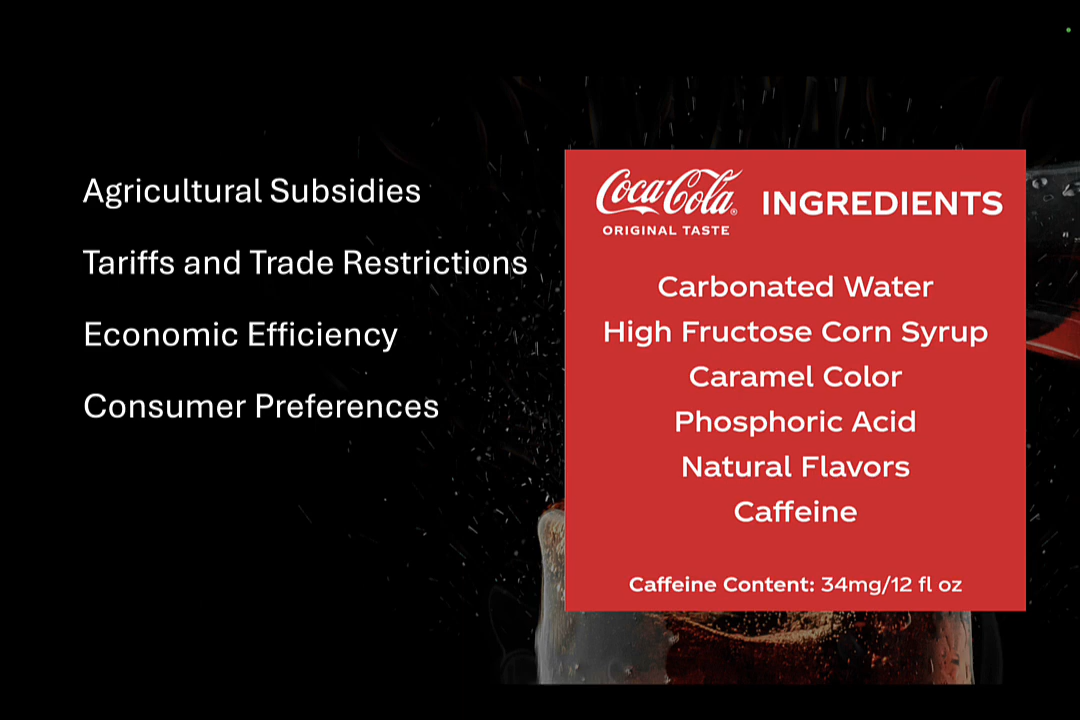 Agricultural Subsidies
Tariffs and Trade Restrictions
Economic Efficiency
Consumer Preferences
Coca-Cola®
ORIGINAL TASTE
INGREDIENTS
Carbonated Water
High Fructose Corn Syrup
Caramel Color
Phosphoric Acid
Natural Flavors
Caffeine
Caffeine Content: 34mg/12 fl oz